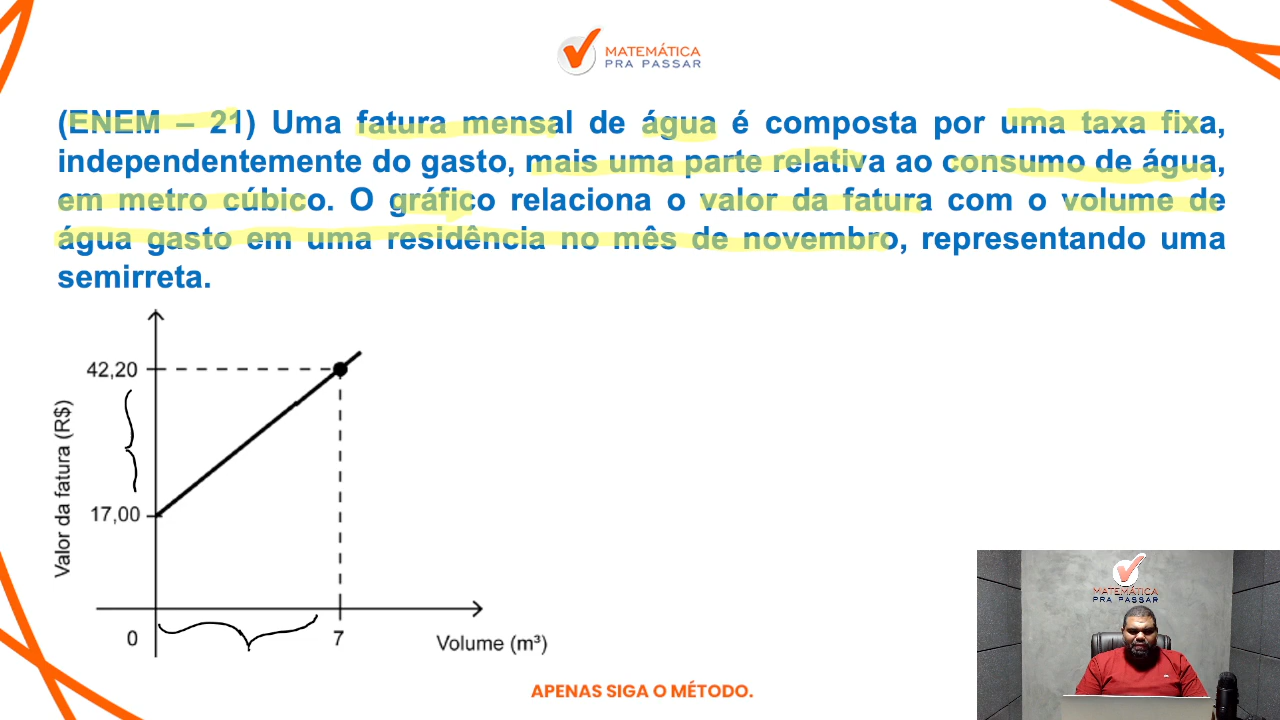 MATEMÁTICA
PRA PASSAR
(ENEM – 21) Uma fatura mensal de água é composta por uma taxa fixa,
independentemente do gasto, mais uma parte relativa ao consumo de água,
em metro cúbico. O gráfico relaciona o valor da fatura com o volume de
água gasto em uma residência no mês de novembro, representando uma
semirreta.
42,20
Valor da fatura (R$)
17,00
0
7
Volume (m³)
MATEMÁTICA
PRA PASSAR
APENAS SIGA O MÉTODO.